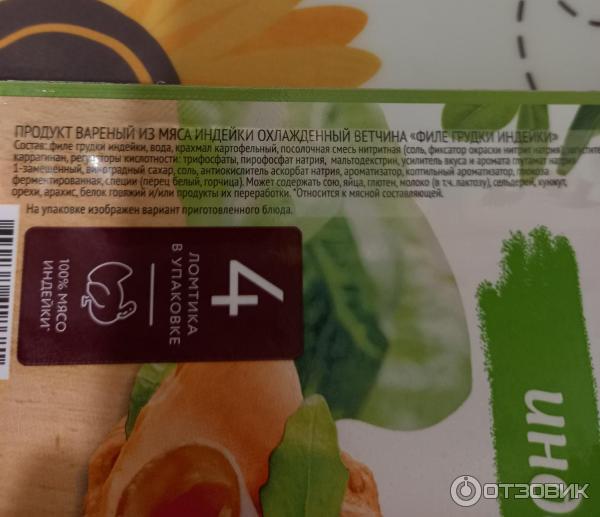 ПРОДУКТ ВАРЕНЫЙ ИЗ МЯСА ИНДЕЙКИ ОХЛАЖДЕННЫЙ ВЕТЧИНА «ФИЛЕ ГРУДКИ ИНДЕЙКИ»
Состав: филе грудки индейки, вода, крахмал картофельный, посолочная смесь нитритная (соль, фиксатор окраски нитрит натрия),
каррагинан, регуляторы кислотности: трифосфаты, пирофосфат натрия, мальтодекстрин, усилитель вкуса и аромата глутамат натрия
1-замещенный, виноградный сахар, соль, антиокислитель аскорбат натрия, ароматизатор, коптильный ароматизатор, глюкоза
ферментированная, специи (перец белый, горчица). Может содержать сою, яйца, глютен, молоко (в т.ч. лактозу), сельдерей, кунжут,
орехи, арахис, белок говяжий и/или продукты их переработки. *Относится к мясной составляющей.
На упаковке изображен вариант приготовленного блюда.
4
ЛОМТИКА
В УПАКОВКЕ
100% МЯСО
ИНДЕЙКИ*
ОТЗОВИК